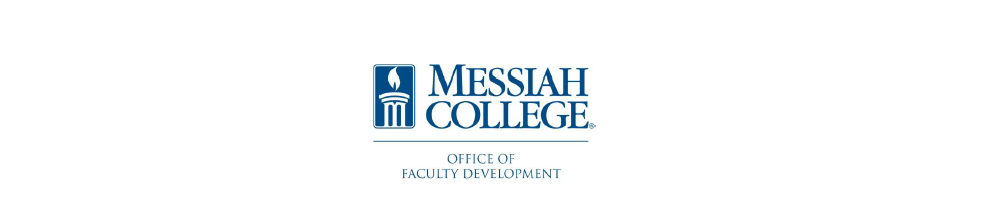 MESSIAH
COLLEGE®
OFFICE OF
FACULTY DEVELOPMENT